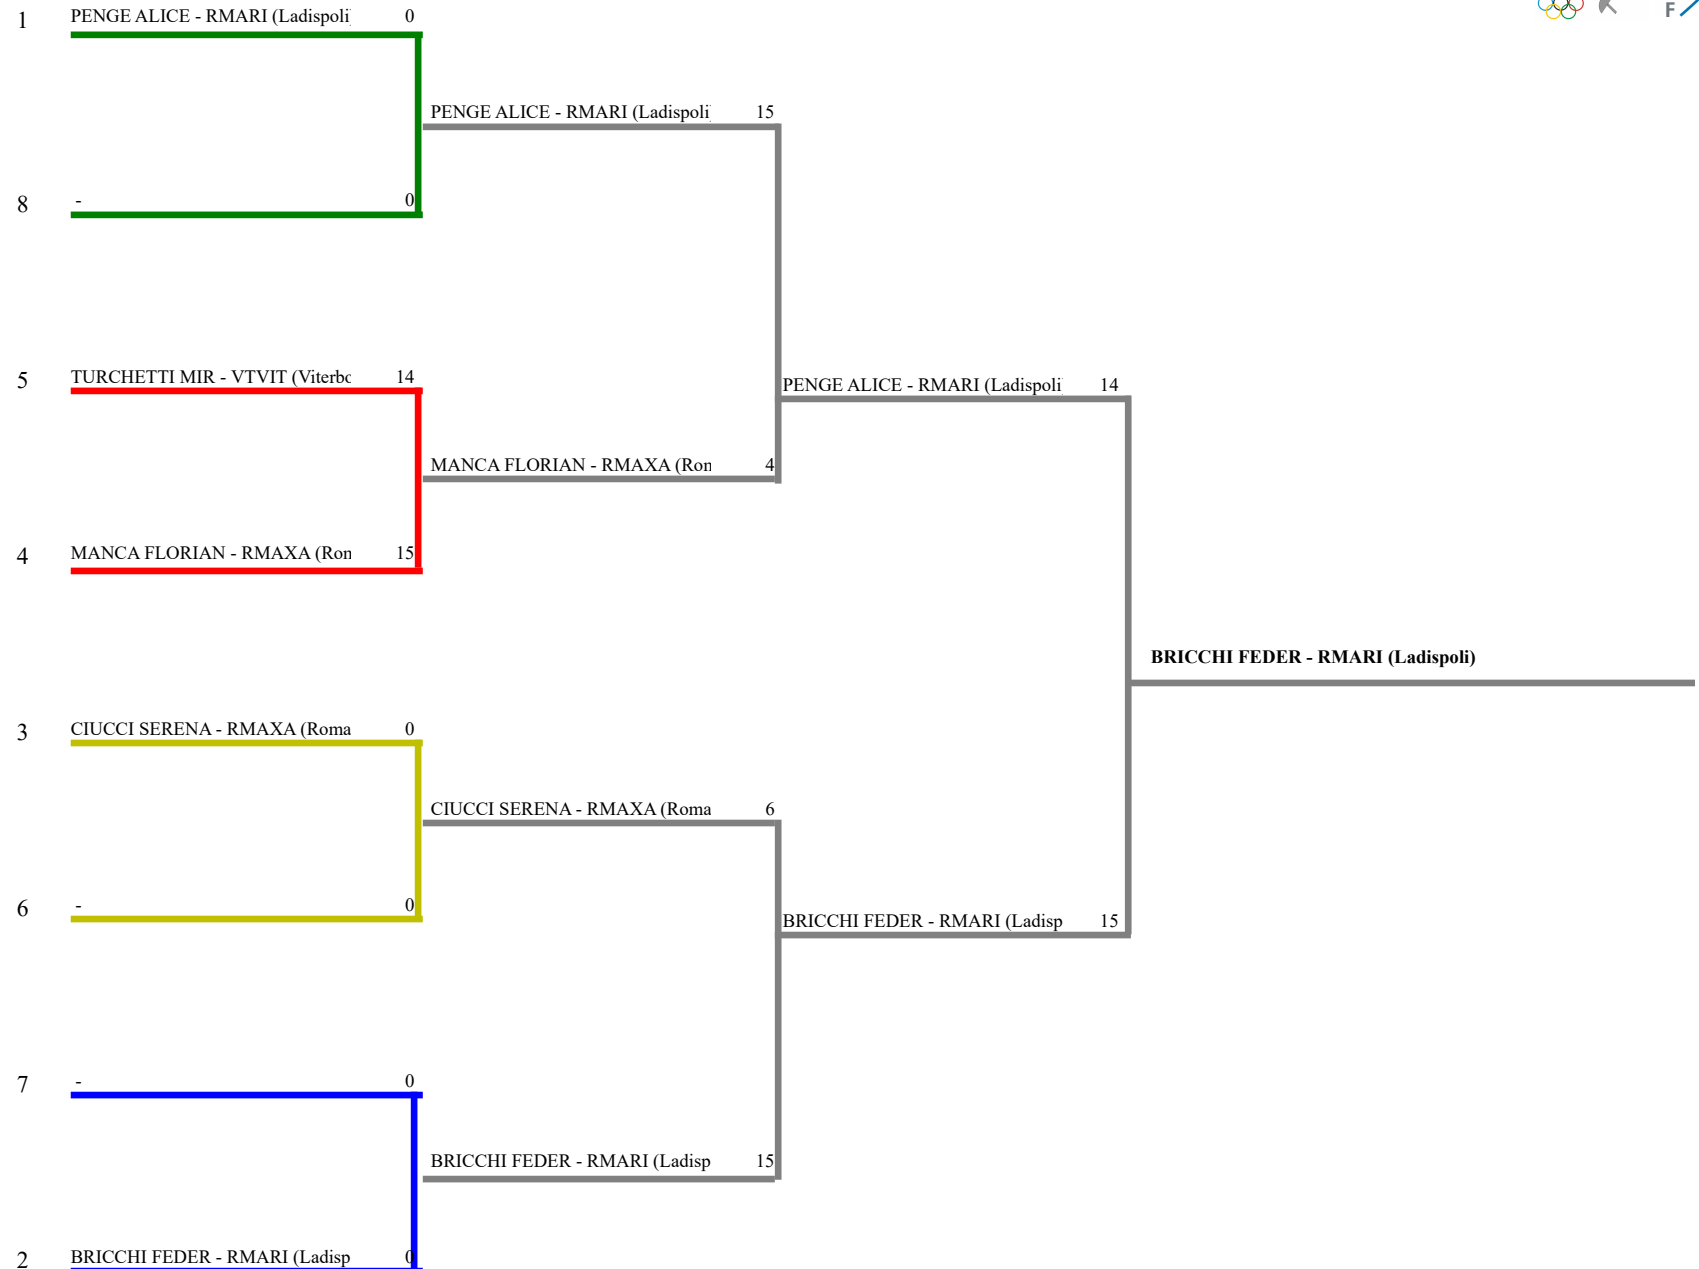 1 PENGE ALICE - RMARI (Ladispoli 0
F
PENGE ALICE - RMARI (Ladispoli 15
8 - 0
5 TURCHETTI MIR - VTVIT (Viterbo 14
PENGE ALICE - RMARI (Ladispoli 14
MANCA FLORIAN - RMAXA (Ron 4
4 MANCA FLORIAN - RMAXA (Ron 15
BRICCHI FEDER - RMARI (Ladispoli)
3 CIUCCI SERENA - RMAXA (Roma 0
CIUCCI SERENA - RMAXA (Roma 6
6 - 0
BRICCHI FEDER - RMARI (Ladisp 15
7 - 0
BRICCHI FEDER - RMARI (Ladisp 15
2 BRICCHI FEDER - RMARI (Ladisp 0